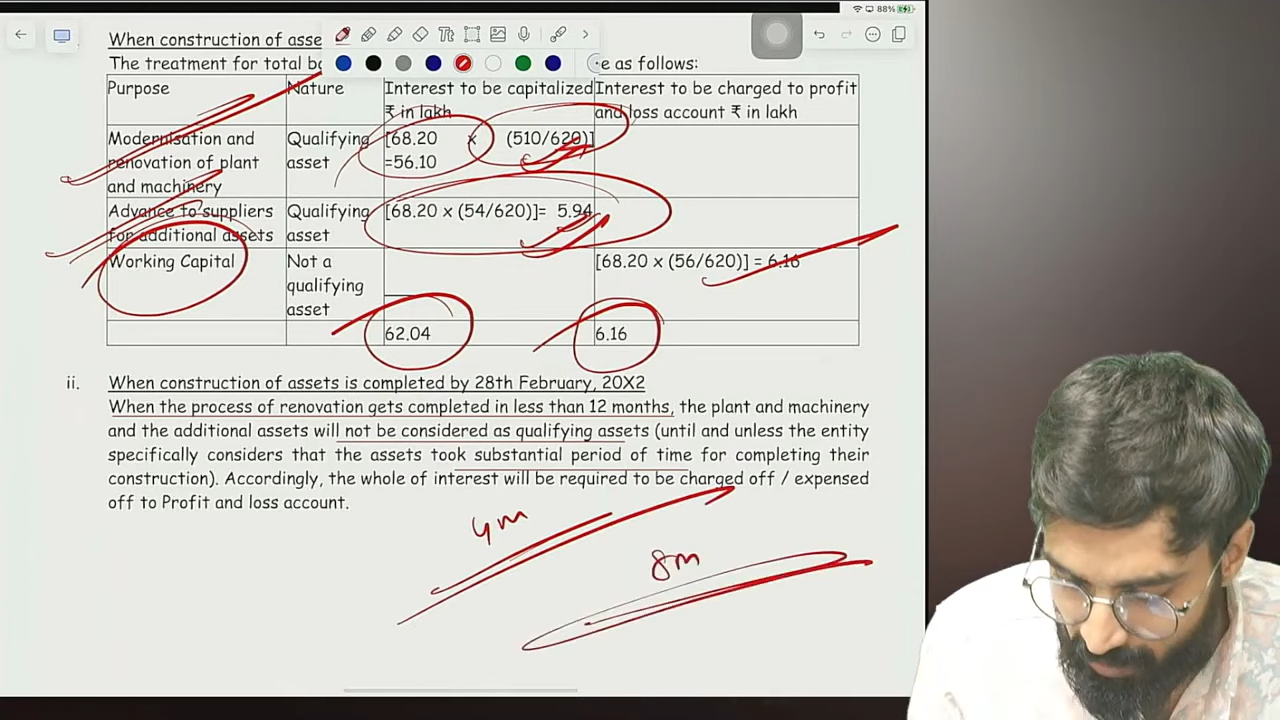 88%
When construction of asse
The treatment for total bo
e as follows:
Purpose Nature Interest to be capitalized Interest to be charged to profit
₹ in lakh and loss account ₹ in lakh
Modernisation and Qualifying [68.20 x (510/620)]
renovation of plant asset =56.10
and machinery
Advance to suppliers Qualifying [68.20 x (54/620)]= 5.94
for additional assets asset
Working Capital Not a [68.20 x (56/620)] = 6.16
qualifying
asset
62.04 6.16
ii. When construction of assets is completed by 28th February, 20X2
When the process of renovation gets completed in less than 12 months, the plant and machinery
and the additional assets will not be considered as qualifying assets (until and unless the entity
specifically considers that the assets took substantial period of time for completing their
construction). Accordingly, the whole of interest will be required to be charged off / expensed
off to Profit and loss account.
4m
8m